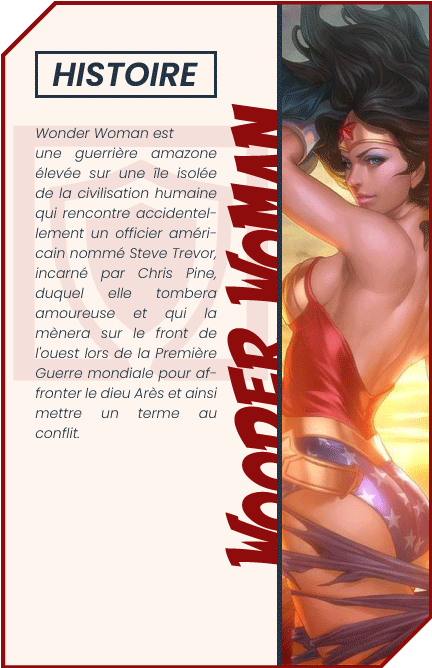 HISTOIRE
Wonder Woman est
une guerrière amazone
élevée sur une île isolée
de la civilisation humaine
qui rencontre accidentel-
lement un officier améri-
cain nommé Steve Trevor,
incarné par Chris Pine,
duquel elle tombera
amoureuse et qui la
mènera sur le front de
l'ouest lors de la Première
Guerre mondiale pour af-
fronter le dieu Arès et ainsi
mettre un terme au
conflit.
WOODER WOMAN